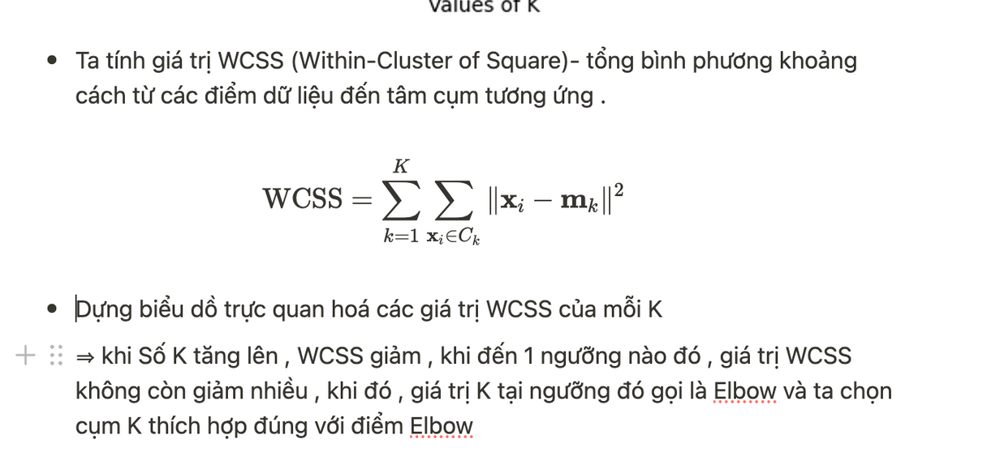 Values of K
• Ta tính giá trị WCSS (Within-Cluster of Square)- tổng bình phương khoảng
cách từ các điểm dữ liệu đến tâm cụm tương ứng .
WCSS = \sum_{k=1}^{K} \sum_{\mathbf{x}_i \in C_k} \|\mathbf{x}_i - \mathbf{m}_k\|^2
• Dựng biểu dồ trực quan hoá các giá trị WCSS của mỗi K
⇒ khi Số K tăng lên , WCSS giảm , khi đến 1 ngưỡng nào đó , giá trị WCSS
không còn giảm nhiều , khi đó , giá trị K tại ngưỡng đó gọi là Elbow và ta chọn
cụm K thích hợp đúng với điểm Elbow